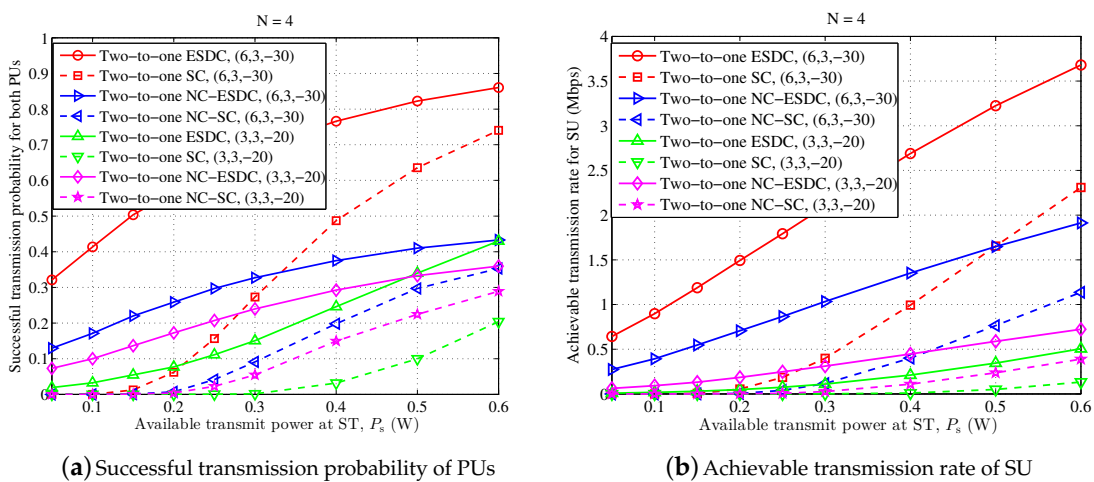 N = 4
Successful transmission probability for both PUs
1
0.9
0.8
0.7
0.6
0.5
0.4
0.3
0.2
0.1
0
Two−to−one ESDC, (6,3,−30)
Two−to−one SC, (6,3,−30)
Two−to−one NC−ESDC, (6,3,−30)
Two−to−one NC−SC, (6,3,−30)
Two−to−one ESDC, (3,3,−20)
Two−to−one SC, (3,3,−20)
Two−to−one NC−ESDC, (3,3,−20)
Two−to−one NC−SC, (3,3,−20)
0.1 0.2 0.3 0.4 0.5 0.6
Available transmit power at ST, Ps (W)
(a) Successful transmission probability of PUs
N = 4
Achievable transmission rate for SU (Mbps)
4
3.5
3
2.5
2
1.5
1
0.5
0
Two−to−one ESDC, (6,3,−30)
Two−to−one SC, (6,3,−30)
Two−to−one NC−ESDC, (6,3,−30)
Two−to−one NC−SC, (6,3,−30)
Two−to−one ESDC, (3,3,−20)
Two−to−one SC, (3,3,−20)
Two−to−one NC−ESDC, (3,3,−20)
Two−to−one NC−SC, (3,3,−20)
0.1 0.2 0.3 0.4 0.5 0.6
Available transmit power at ST, Ps (W)
(b) Achievable transmission rate of SU